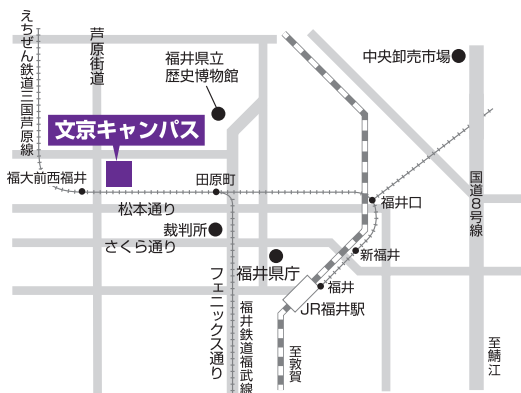 えちぜん鉄道三国芦原線
芦原街道
福井県立
歴史博物館
中央卸売市場
文京キャンパス
福大前西福井
田原町
松本通り
裁判所
さくら通り
福井口
国道8号線
新福井
福井県庁
福井
JR福井駅
フェニックス通り
福井鉄道福武線
至敦賀
至鯖江